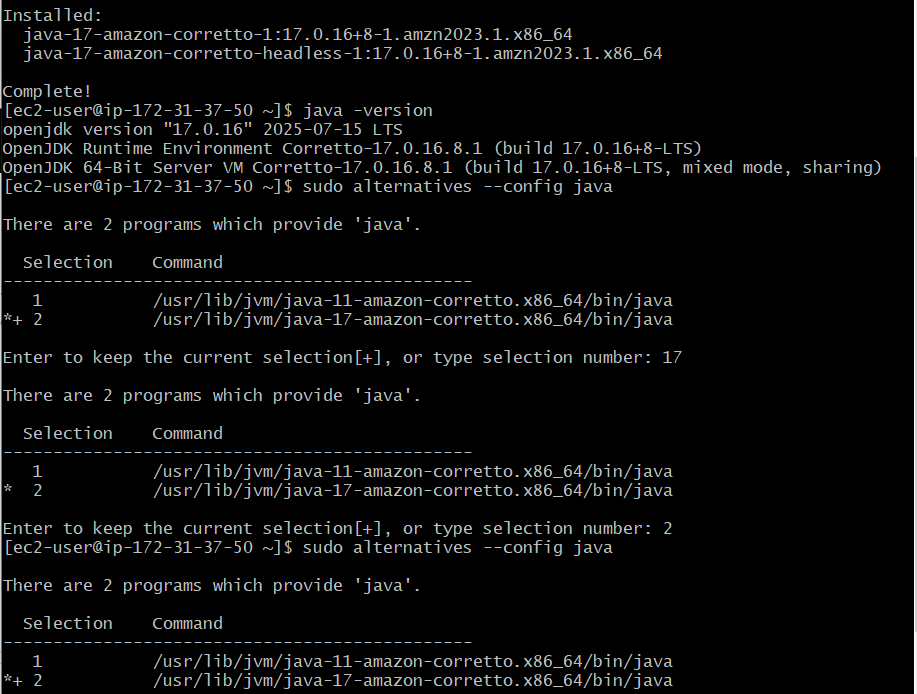 Installed:
  java-17-amazon-corretto-1:17.0.16+8-1.amzn2023.1.x86_64
  java-17-amazon-corretto-headless-1:17.0.16+8-1.amzn2023.1.x86_64

Complete!
[ec2-user@ip-172-31-37-50 ~]$ java -version
openjdk version "17.0.16" 2025-07-15 LTS
OpenJDK Runtime Environment Corretto-17.0.16.8.1 (build 17.0.16+8-LTS)
OpenJDK 64-Bit Server VM Corretto-17.0.16.8.1 (build 17.0.16+8-LTS, mixed mode, sharing)
[ec2-user@ip-172-31-37-50 ~]$ sudo alternatives --config java

There are 2 programs which provide 'java'.

  Selection    Command
-----------------------------------------------
   1           /usr/lib/jvm/java-11-amazon-corretto.x86_64/bin/java
*+ 2           /usr/lib/jvm/java-17-amazon-corretto.x86_64/bin/java

Enter to keep the current selection[+], or type selection number: 17

There are 2 programs which provide 'java'.

  Selection    Command
-----------------------------------------------
   1           /usr/lib/jvm/java-11-amazon-corretto.x86_64/bin/java
*  2           /usr/lib/jvm/java-17-amazon-corretto.x86_64/bin/java

Enter to keep the current selection[+], or type selection number: 2
[ec2-user@ip-172-31-37-50 ~]$ sudo alternatives --config java

There are 2 programs which provide 'java'.

  Selection    Command
-----------------------------------------------
   1           /usr/lib/jvm/java-11-amazon-corretto.x86_64/bin/java
*+ 2           /usr/lib/jvm/java-17-amazon-corretto.x86_64/bin/java